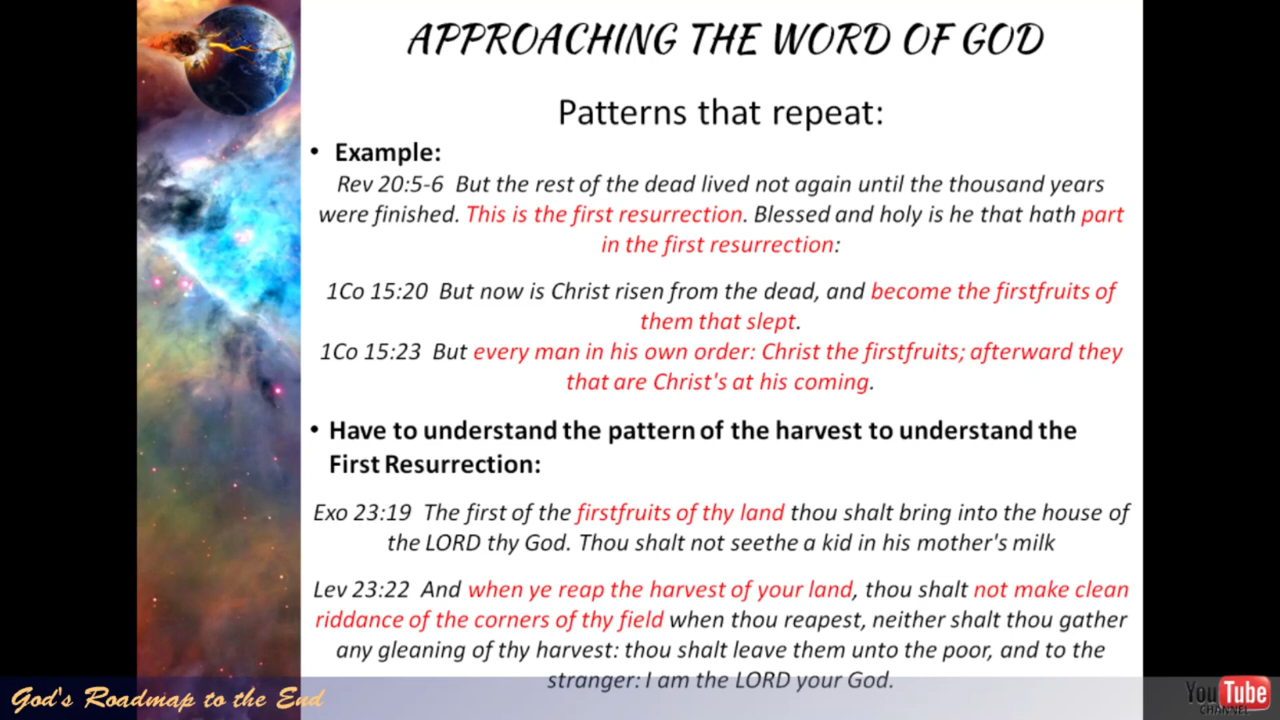 APPROACHING THE WORD OF GOD
Patterns that repeat:
• Example:
Rev 20:5-6 But the rest of the dead lived not again until the thousand years
were finished. This is the first resurrection. Blessed and holy is he that hath part
in the first resurrection:
1Co 15:20 But now is Christ risen from the dead, and become the firstfruits of
them that slept.
1Co 15:23 But every man in his own order: Christ the firstfruits; afterward they
that are Christ's at his coming.
• Have to understand the pattern of the harvest to understand the
First Resurrection:
Exo 23:19 The first of the firstfruits of thy land thou shalt bring into the house of
the LORD thy God. Thou shalt not seethe a kid in his mother's milk
Lev 23:22 And when ye reap the harvest of your land, thou shalt not make clean
riddance of the corners of thy field when thou reapest, neither shalt thou gather
any gleaning of thy harvest: thou shalt leave them unto the poor, and to the
stranger: I am the LORD your God.
God's Roadmap to the End
YouTube
CHANNEL